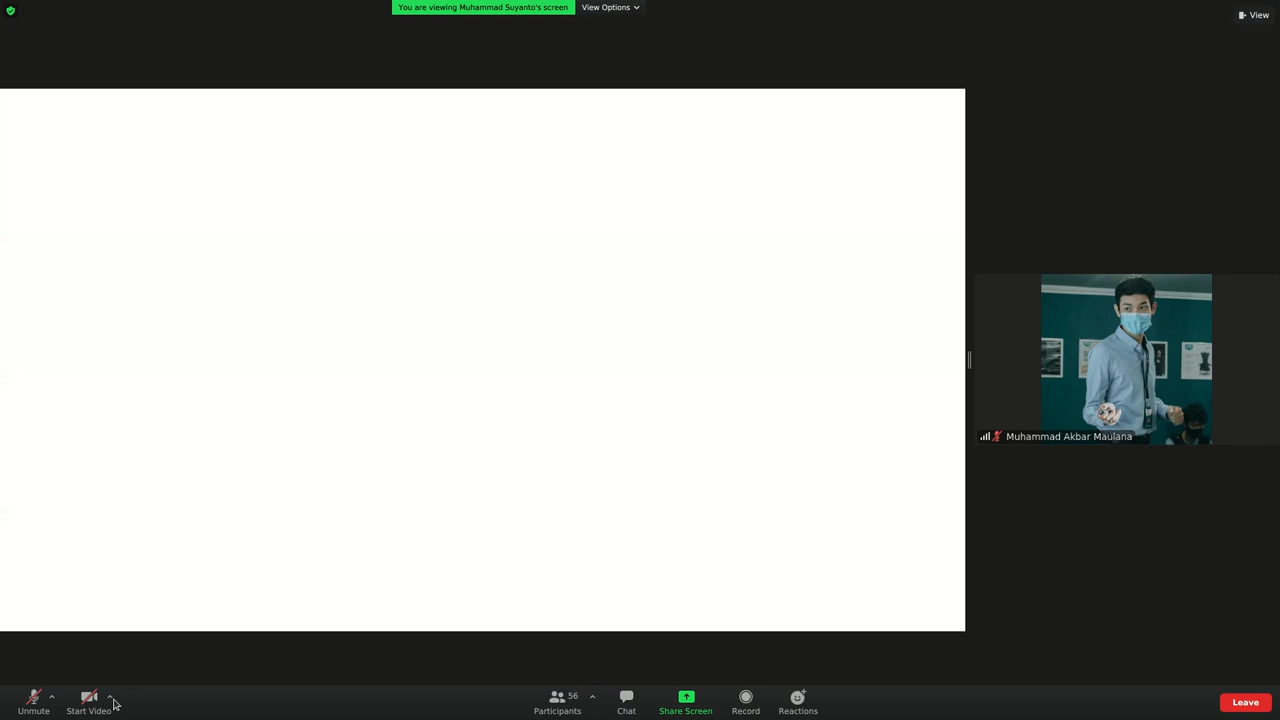 You are viewing Muhammad Suyanto's screen
View Options
View
Muhammad Akbar Maulana
Unmute
Start Video
56
Participants
Chat
Share Screen
Record
Reactions
Leave